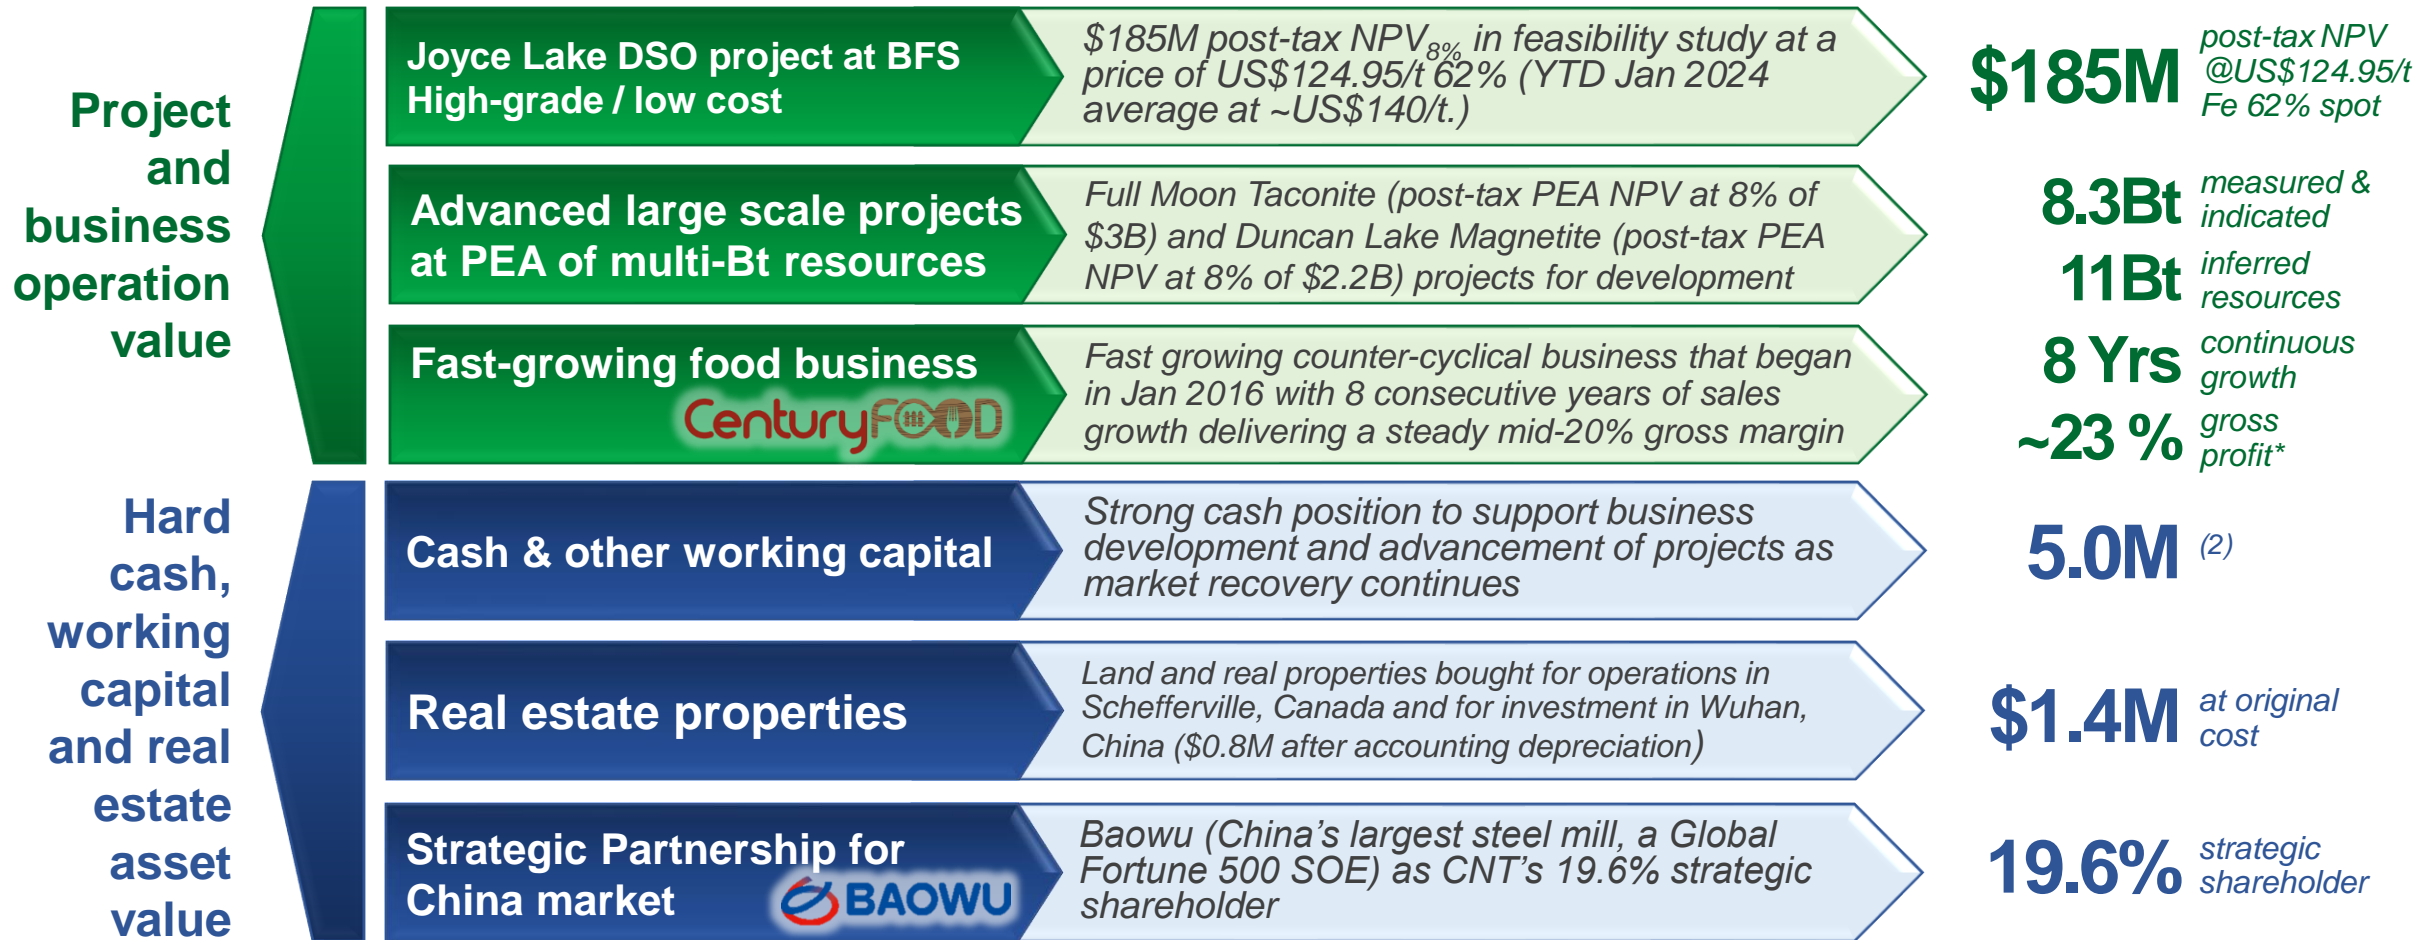 Project
and
business
operation
value
Joyce Lake DSO project at BFS
High-grade / low cost
$185M post-tax NPV8% in feasibility study at a
price of US$124.95/t 62% (YTD Jan 2024
average at ~US$140/t.)
$185M
post-tax NPV
@US$124.95/t
Fe 62% spot
Advanced large scale projects
at PEA of multi-Bt resources
Full Moon Taconite (post-tax PEA NPV at 8% of
$3B) and Duncan Lake Magnetite (post-tax PEA
NPV at 8% of $2.2B) projects for development
8.3Bt
measured &
indicated
11Bt
inferred
resources
Fast-growing food business
CenturyFOOD
Fast growing counter-cyclical business that began
in Jan 2016 with 8 consecutive years of sales
growth delivering a steady mid-20% gross margin
8 Yrs
continuous
growth
~23 %
gross
profit*
Hard
cash,
working
capital
and real
estate
asset
value
Cash & other working capital
Strong cash position to support business
development and advancement of projects as
market recovery continues
5.0M
(2)
Real estate properties
Land and real properties bought for operations in
Schefferville, Canada and for investment in Wuhan,
China ($0.8M after accounting depreciation)
$1.4M
at original
cost
Strategic Partnership for
China market
BAOWU
Baowu (China’s largest steel mill, a Global
Fortune 500 SOE) as CNT’s 19.6% strategic
shareholder
19.6%
strategic
shareholder